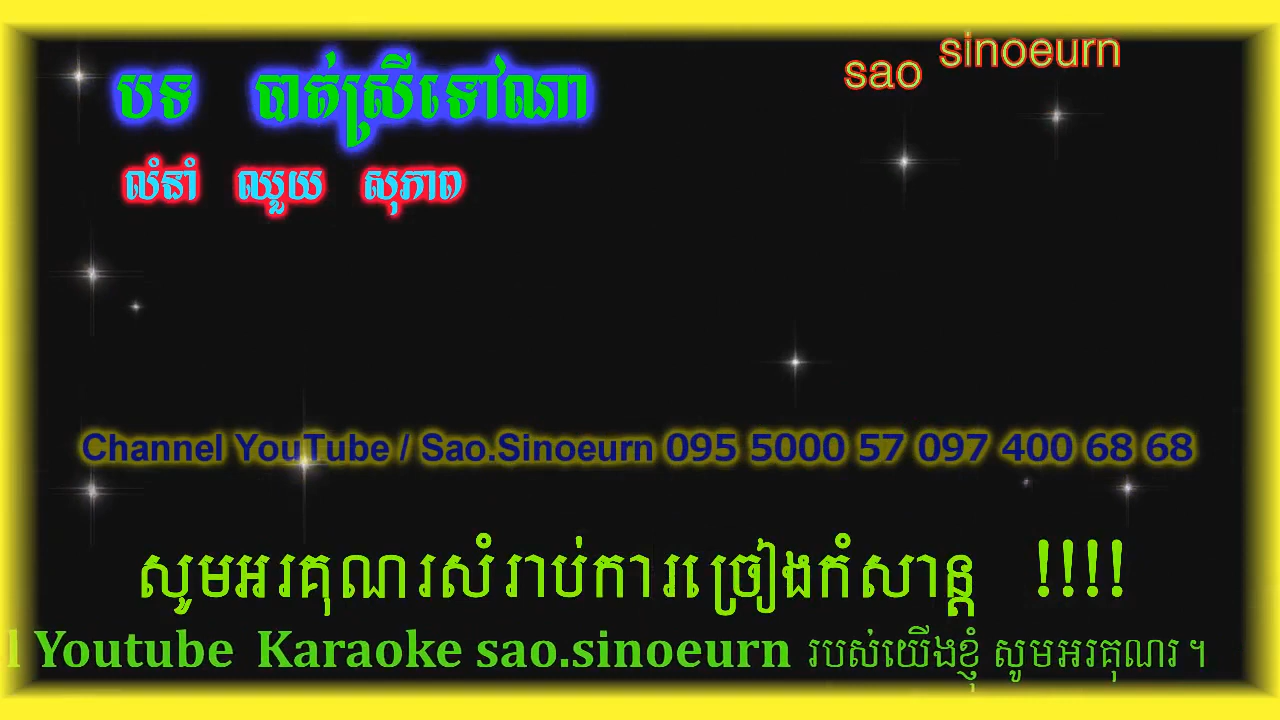 sao sinoeurn
បទ បាត់ស្រីទៅណា
លំនាំ ឈួយ សុភាព
Channel YouTube / Sao.Sinoeurn 095 5000 57 097 400 68 68
សូមអរគុណរសំរាប់ការច្រៀងកំសាន្ត !!!!
l Youtube Karaoke sao.sinoeurn របស់យើងខ្ញុំ សូមអរគុណរ។